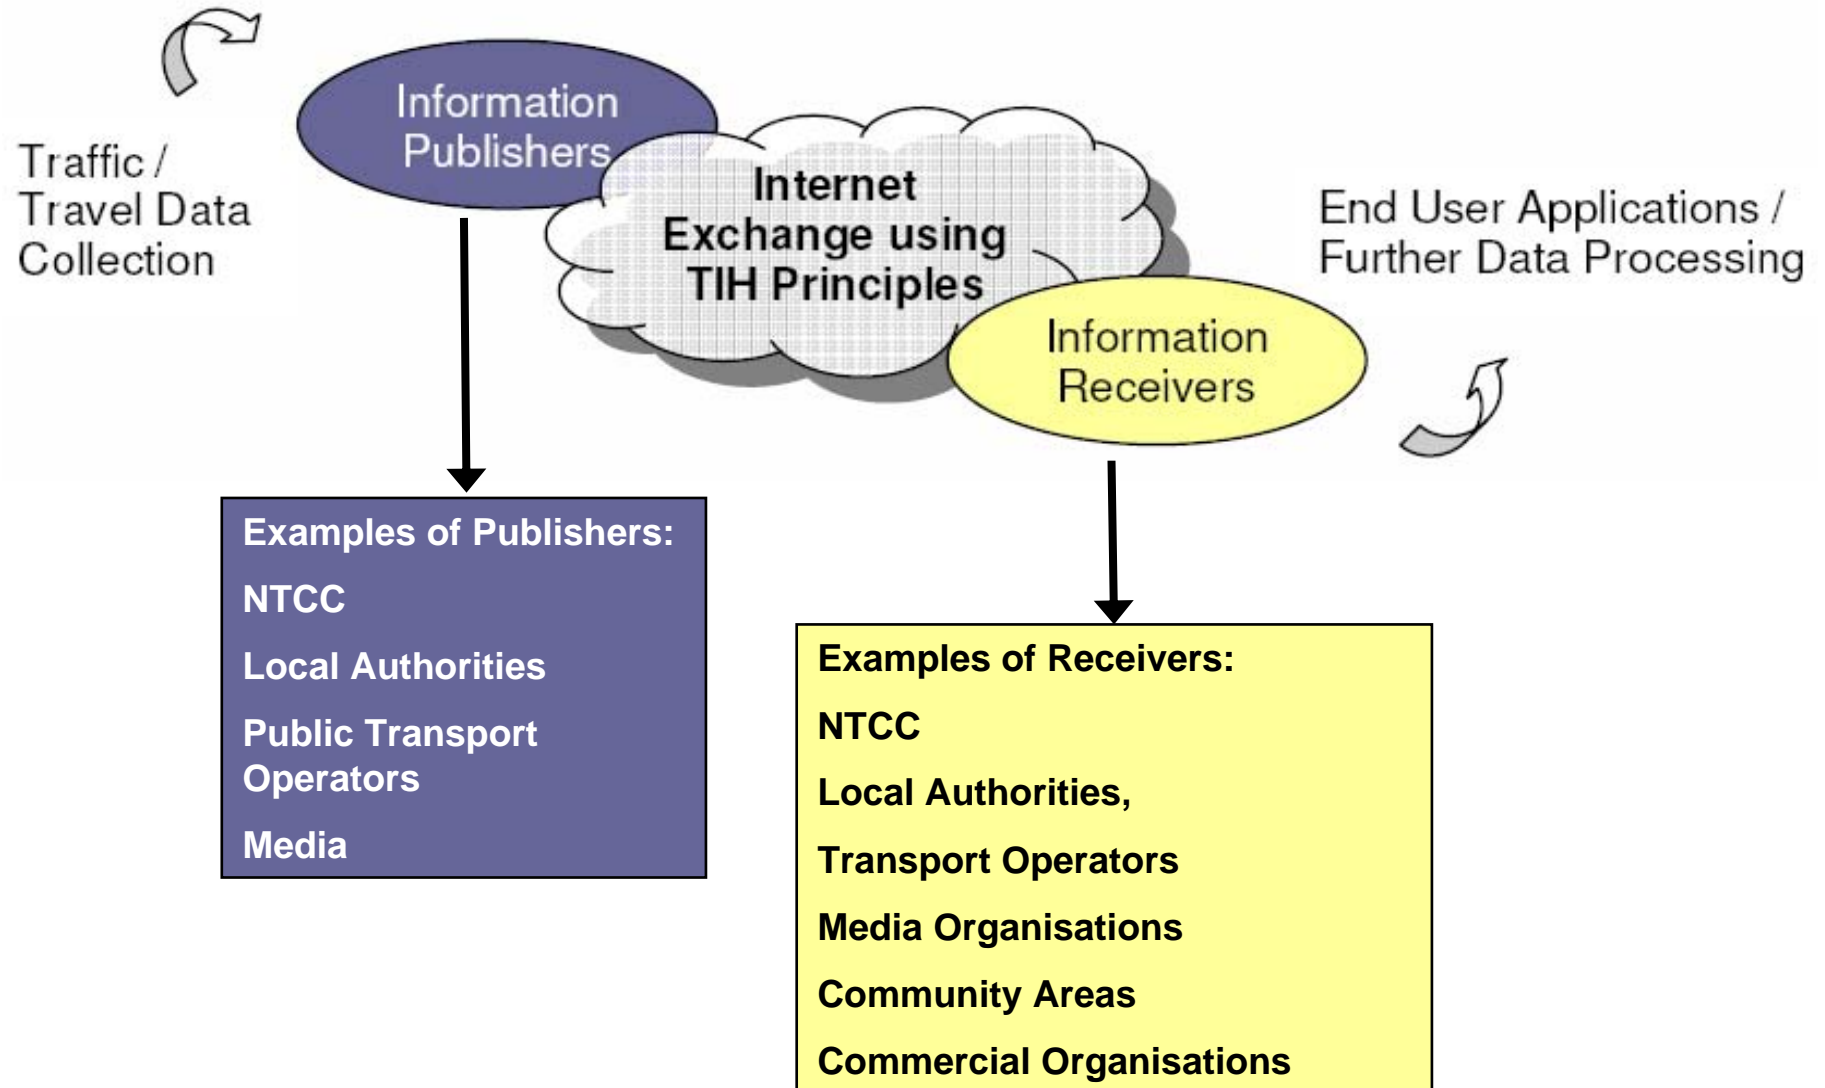 Information
Publishers
Traffic /
Travel Data
Collection
Internet
Exchange using
TIH Principles
End User Applications /
Further Data Processing
Information
Receivers
Examples of Publishers:
NTCC
Local Authorities
Public Transport
Operators
Media
Examples of Receivers:
NTCC
Local Authorities,
Transport Operators
Media Organisations
Community Areas
Commercial Organisations